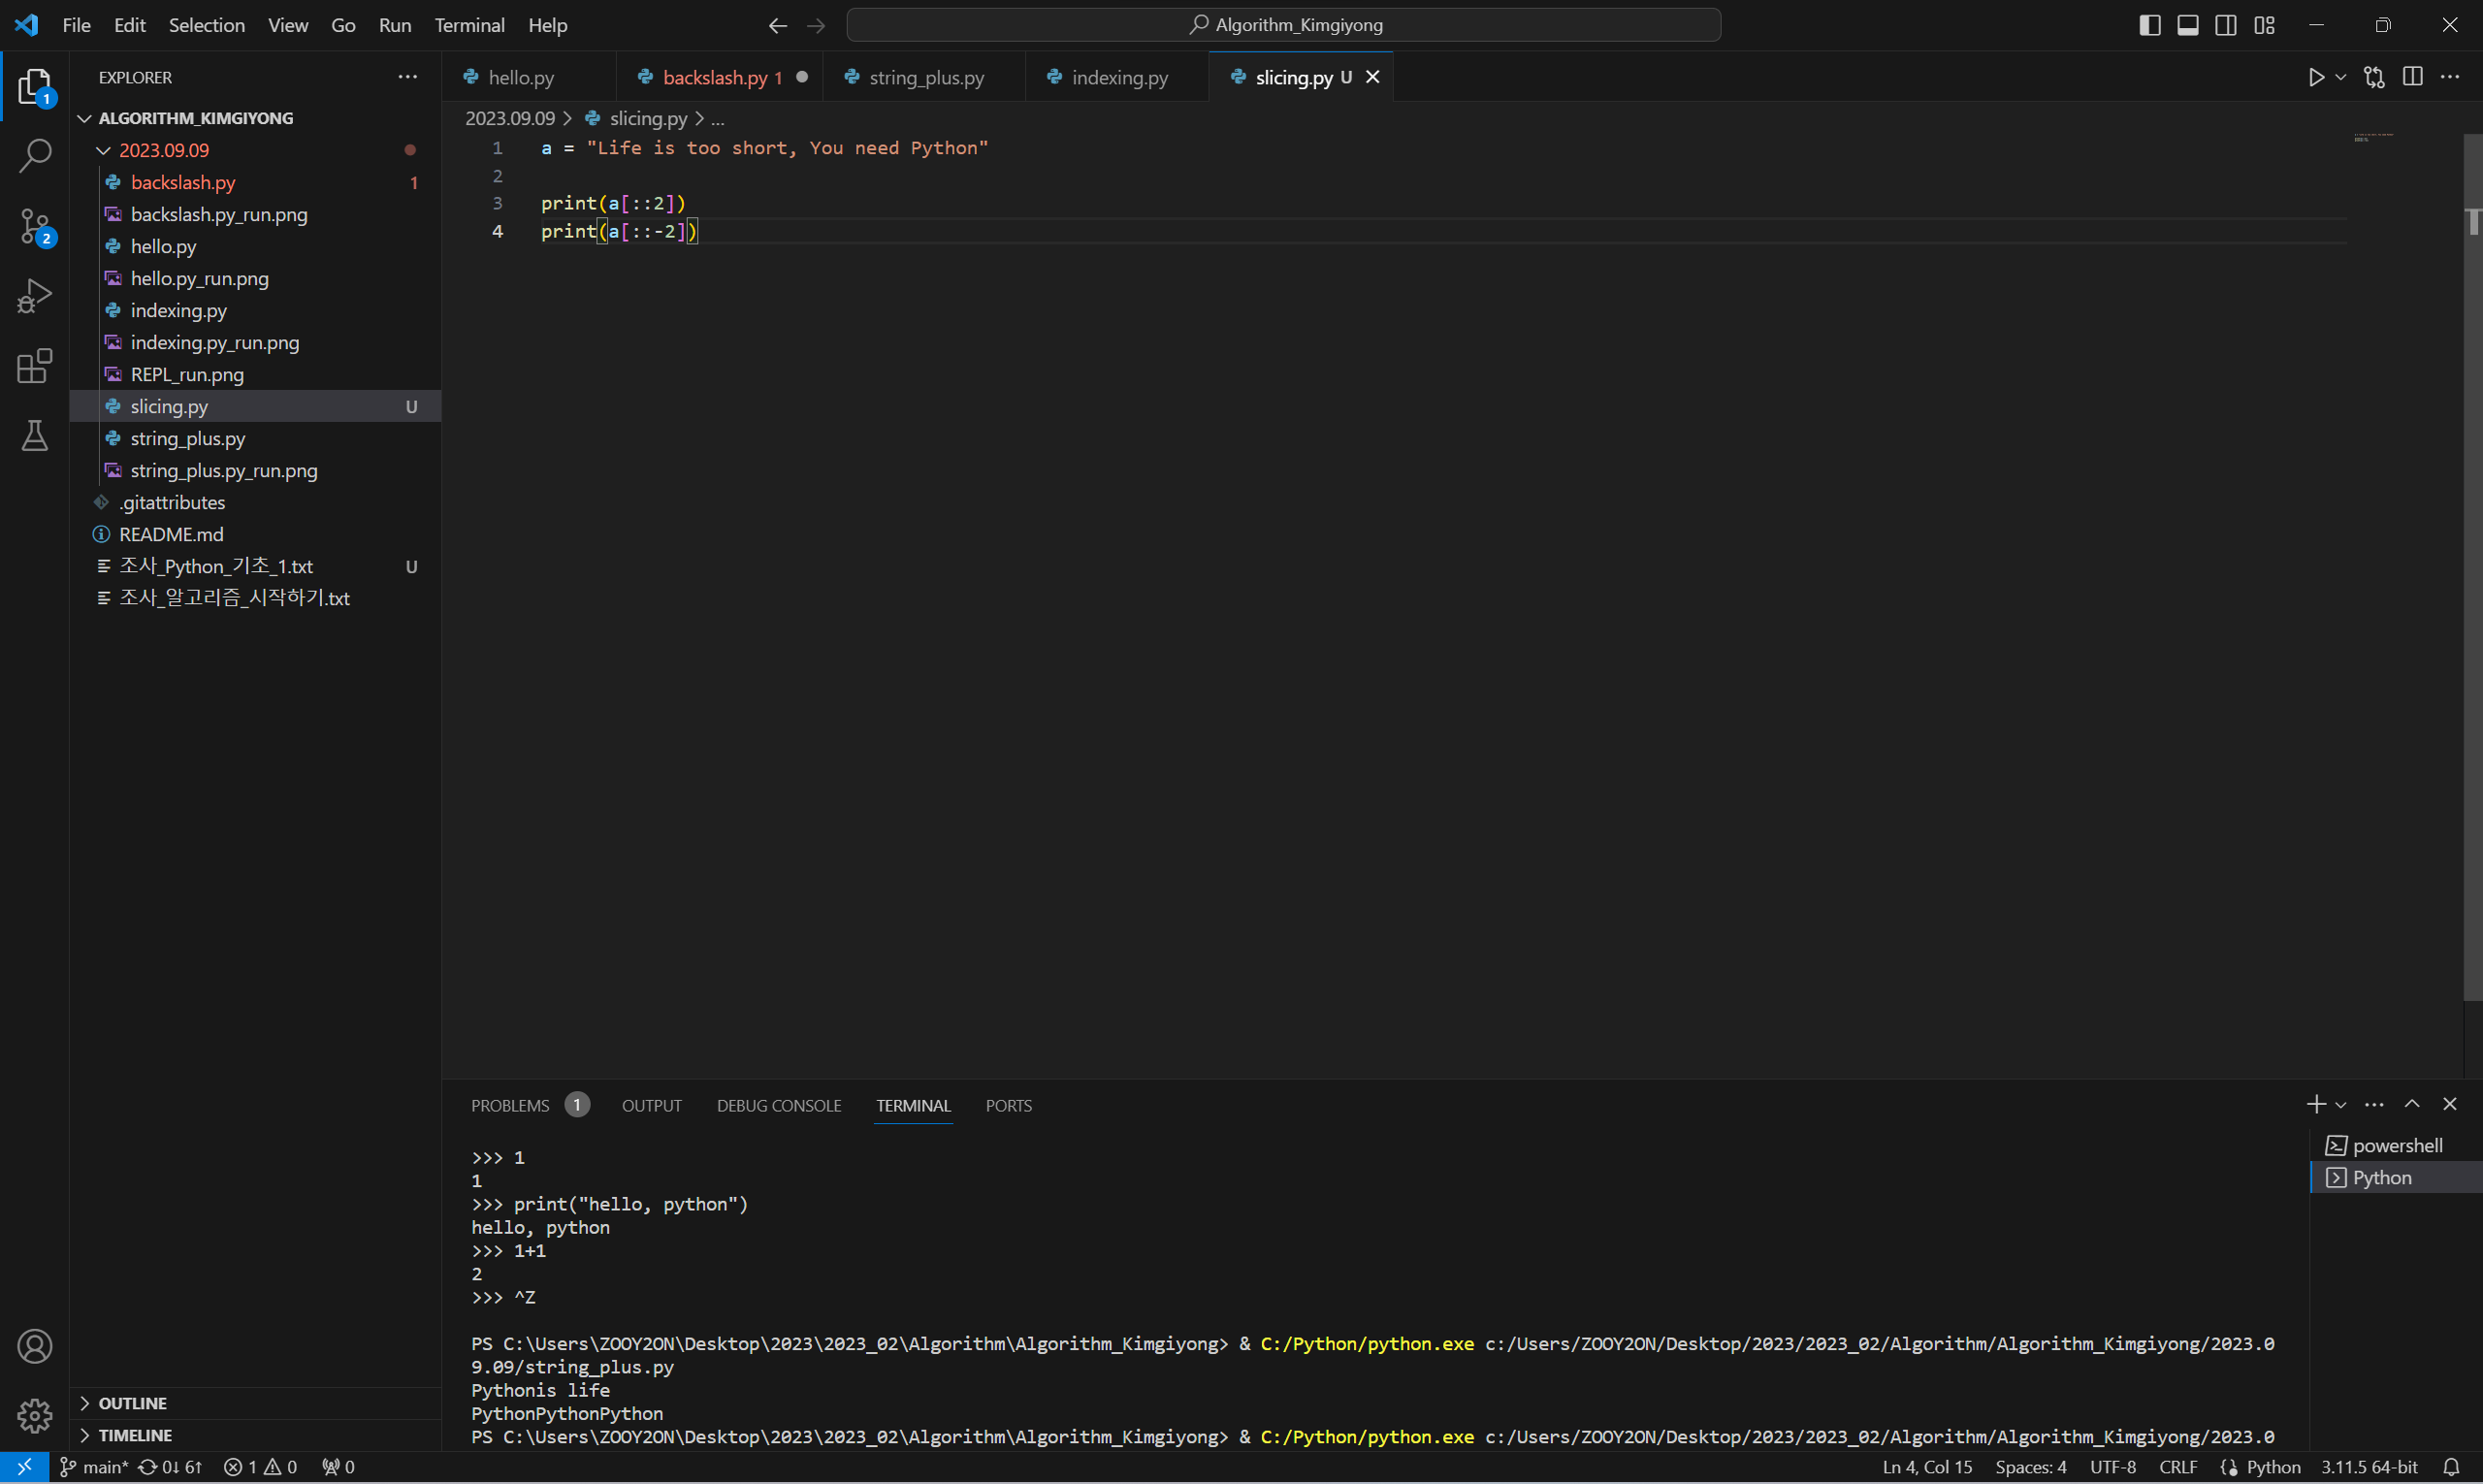 File Edit Selection View Go Run Terminal Help
Algorithm_Kimgiyong
1
2
EXPLORER
ALGORITHM_KIMGIYONG
2023.09.09
backslash.py 1
backslash.py_run.png
hello.py
hello.py_run.png
indexing.py
indexing.py_run.png
REPL_run.png
slicing.py U
string_plus.py
string_plus.py_run.png
.gitattributes
README.md
조사_Python_기초_1.txt U
조사_알고리즘_시작하기.txt
OUTLINE
TIMELINE
hello.py backslash.py 1 string_plus.py indexing.py slicing.py U
2023.09.09 > slicing.py > ...
1 a = "Life is too short, You need Python"
2
3 print(a[::2])
4 print(a[::-2])
PROBLEMS 1 OUTPUT DEBUG CONSOLE TERMINAL PORTS
>>> 1
1
>>> print("hello, python")
hello, python
>>> 1+1
2
>>> ^Z
PS C:\Users\ZOOY2ON\Desktop\2023\2023_02\Algorithm\Algorithm_Kimgiyong> & C:/Python/python.exe c:/Users/ZOOY2ON/Desktop/2023/2023_02/Algorithm/Algorithm_Kimgiyong/2023.0
9.09/string_plus.py
Pythonis life
PythonPythonPython
PS C:\Users\ZOOY2ON\Desktop\2023\2023_02\Algorithm\Algorithm_Kimgiyong> & C:/Python/python.exe c:/Users/ZOOY2ON/Desktop/2023/2023_02/Algorithm/Algorithm_Kimgiyong/2023.0
powershell
Python
main* 0↓ 6↑ 1 0 0 Ln 4, Col 15 Spaces: 4 UTF-8 CRLF Python 3.11.5 64-bit